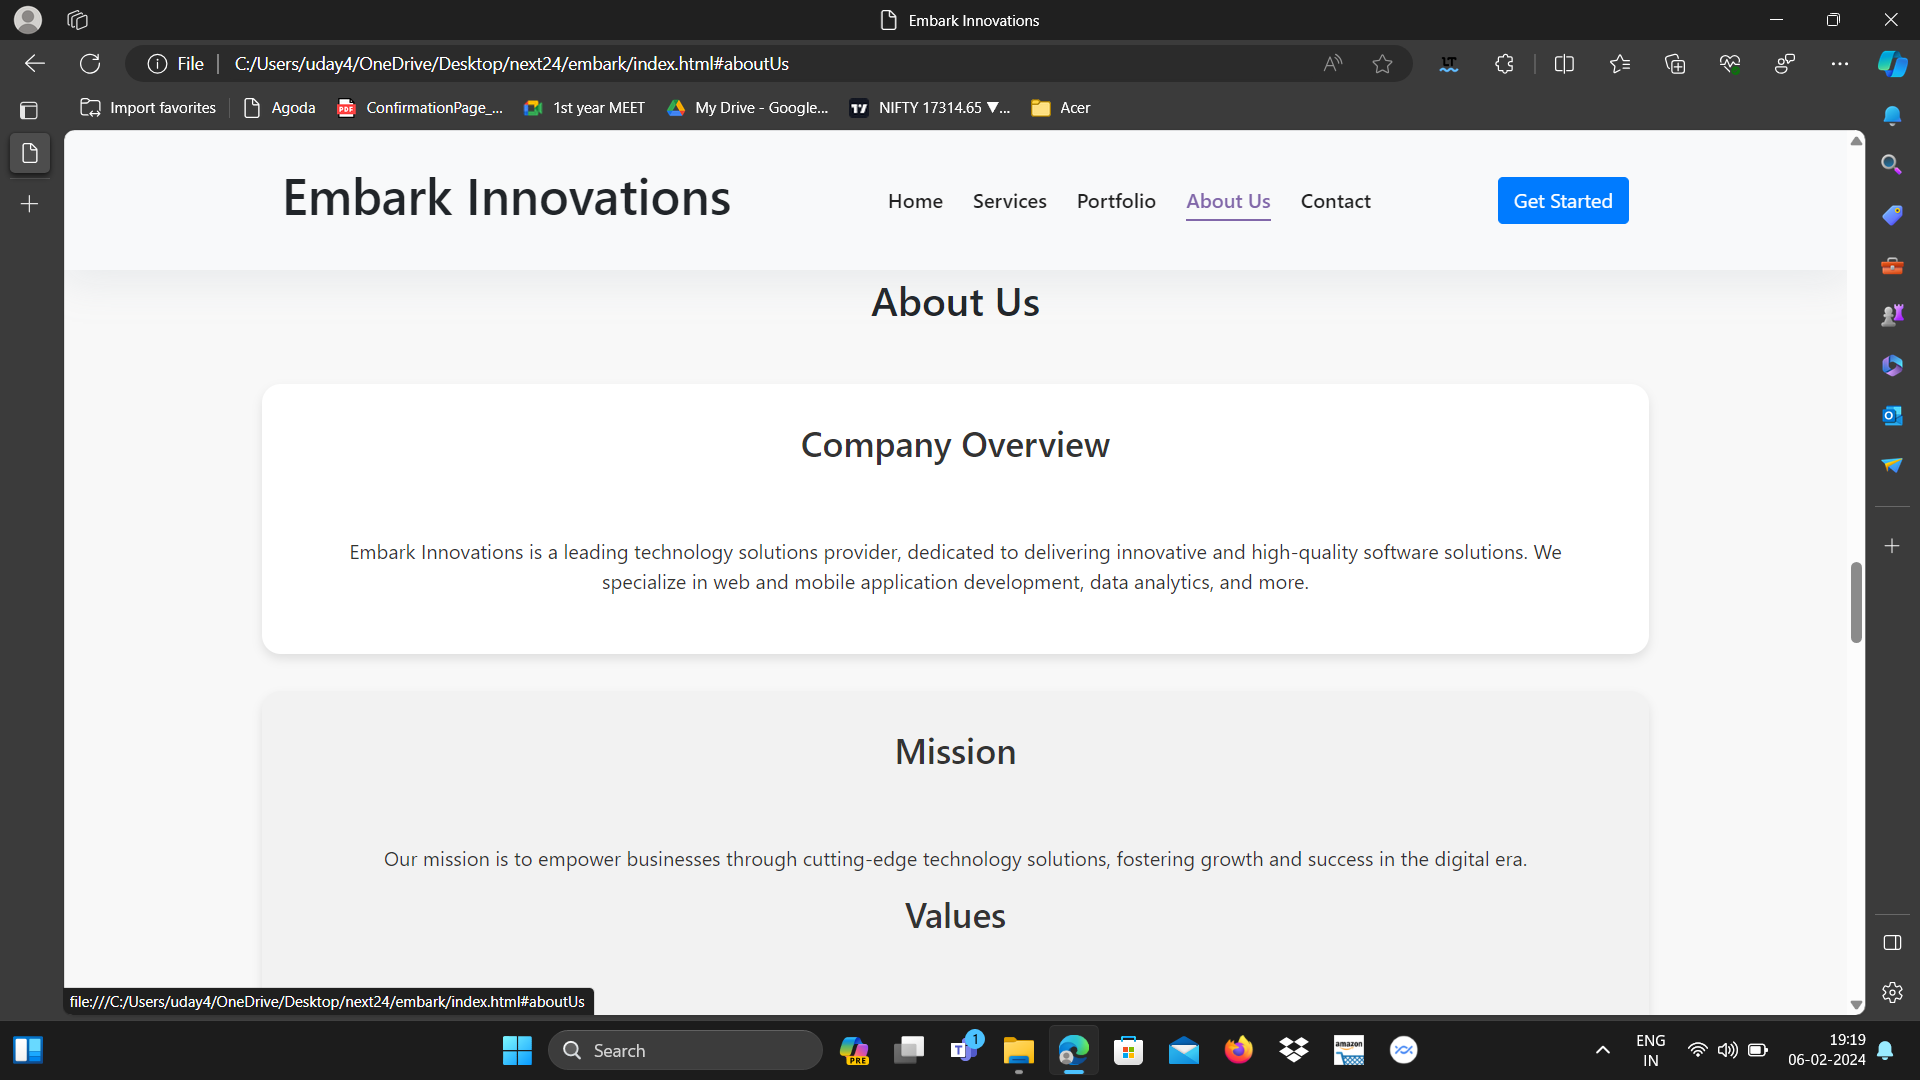 Embark Innovations
File
C:/Users/uday4/OneDrive/Desktop/next24/embark/index.html#aboutUs
Import favorites
Agoda
PDF
ConfirmationPage_...
1st year MEET
My Drive - Google...
NIFTY 17314.65 ▼...
Acer
Embark Innovations
Home
Services
Portfolio
About Us
Contact
Get Started
About Us
Company Overview
Embark Innovations is a leading technology solutions provider, dedicated to delivering innovative and high-quality software solutions. We
specialize in web and mobile application development, data analytics, and more.
Mission
Our mission is to empower businesses through cutting-edge technology solutions, fostering growth and success in the digital era.
Values
file:///C:/Users/uday4/OneDrive/Desktop/next24/embark/index.html#aboutUs
Search
PRE
1
amazon
ENG
IN
19:19
06-02-2024